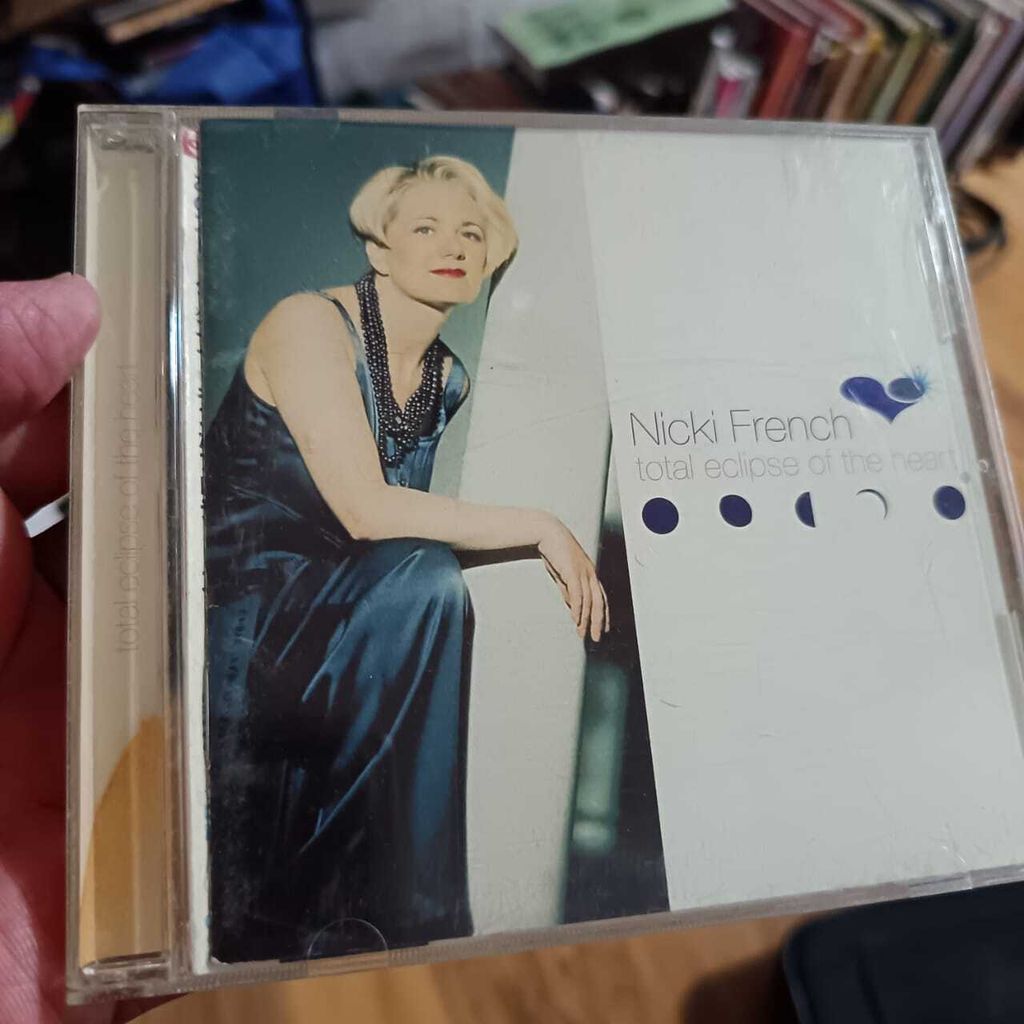 Nicki French
total eclipse of the heart
total eclipse of the heart